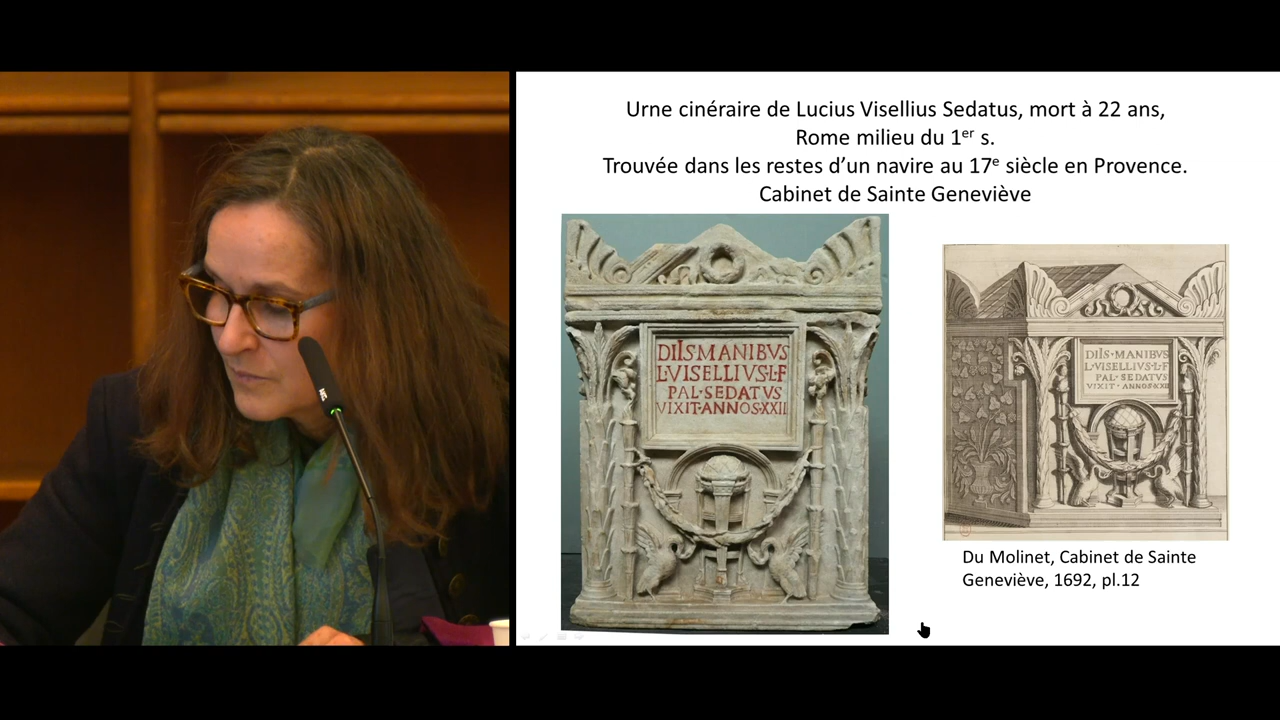 Urne cinéraire de Lucius Visellius Sedatus, mort à 22 ans,
Rome milieu du 1er s.
Trouvée dans les restes d’un navire au 17e siècle en Provence.
Cabinet de Sainte Geneviève
DIIS·MANIBVS
L·VISELLIVS·L·F
PAL·SEDATVS
VIXIT·ANNOS·XXII
DIIS·MANIBVS
L·VISELLIVS·L·F
PAL·SEDATVS
VIXIT·ANNOS·XXII
Du Molinet, Cabinet de Sainte
Geneviève, 1692, pl.12